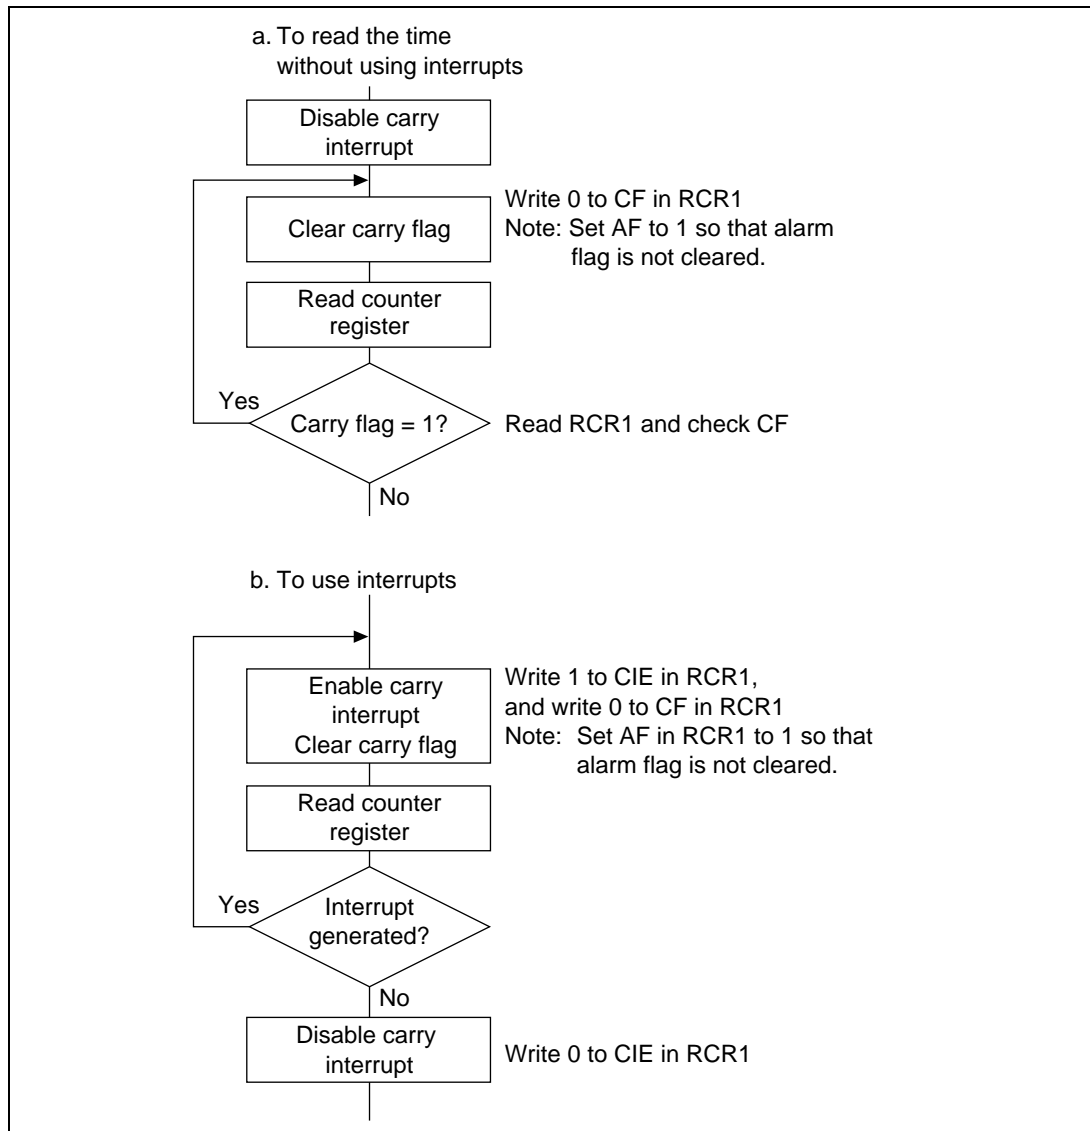 a. To read the time
without using interrupts
Disable carry
interrupt
Clear carry flag
Write 0 to CF in RCR1
Note: Set AF to 1 so that alarm
flag is not cleared.
Read counter
register
Yes
Carry flag = 1?
Read RCR1 and check CF
No
b. To use interrupts
Enable carry
interrupt
Clear carry flag
Write 1 to CIE in RCR1,
and write 0 to CF in RCR1
Note: Set AF in RCR1 to 1 so that
alarm flag is not cleared.
Read counter
register
Yes
Interrupt
generated?
No
Disable carry
interrupt
Write 0 to CIE in RCR1